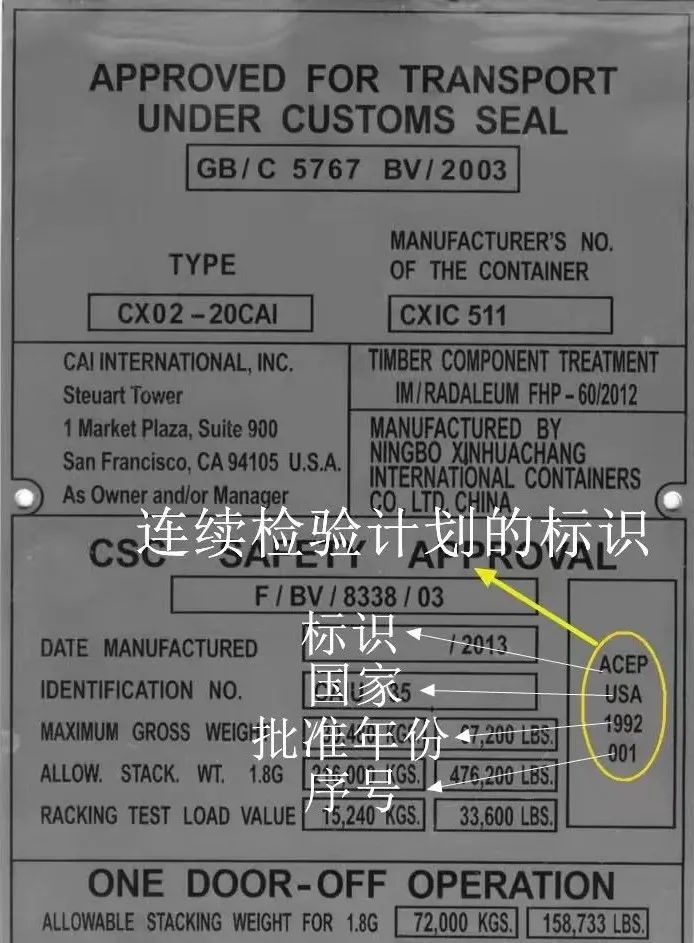 APPROVED FOR TRANSPORT
UNDER CUSTOMS SEAL
GB/C 5767 BV/2003
TYPE
CX02-20CAI
MANUFACTURER'S NO.
OF THE CONTAINER
CXIC 511
CAI INTERNATIONAL, INC.
Steuart Tower
1 Market Plaza, Suite 900
San Francisco, CA 94105 U.S.A.
As Owner and/or Manager
TIMBER COMPONENT TREATMENT
IM/RADALEUM FHP-60/2012
MANUFACTURED BY
NINGBO XINHUACHANG
INTERNATIONAL CONTAINERS
CO. LTD, CHINA
连续检验计划的标识
CSC SAFETY APPROVAL
F/BV/8338/03
DATE MANUFACTURED /2013
标识
IDENTIFICATION NO.
国家
MAXIMUM GROSS WEIGHT KGS. 67,200 LBS.
批准年份
ALLOW. STACK. WT. 1.8G KGS. 476,200 LBS.
序号
RACKING TEST LOAD VALUE 15,240 KGS. 33,600 LBS.
ACEP
USA
1992
001
ONE DOOR-OFF OPERATION
ALLOWABLE STACKING WEIGHT FOR 1.8G 72,000 KGS. 158,733 LBS.